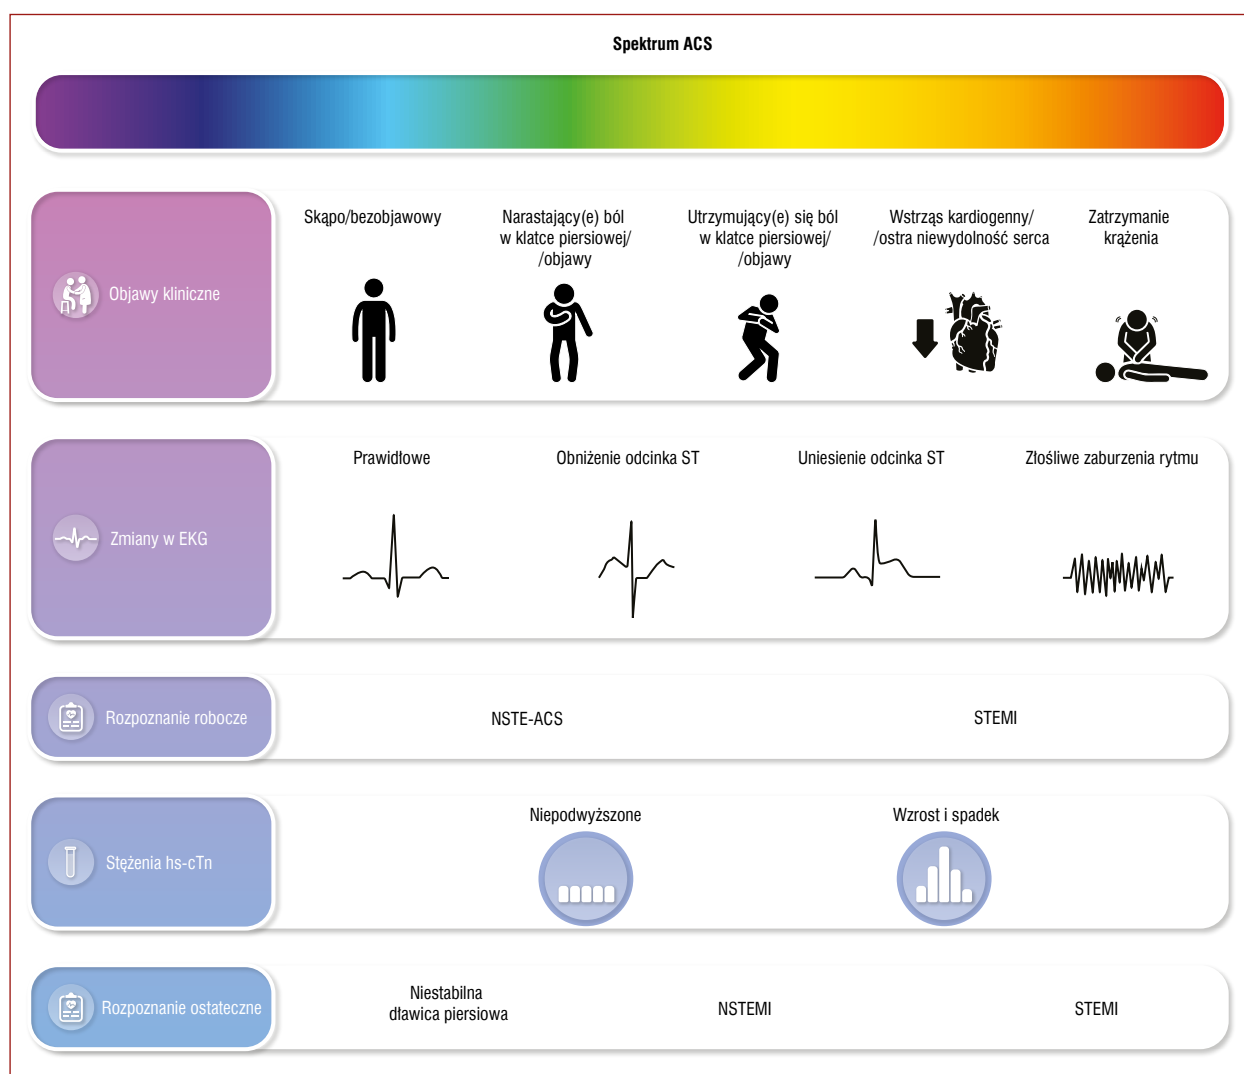 Spektrum ACS
Objawy kliniczne
Skąpo/bezobjawowy
Narastający(e) ból
w klatce piersiowej/
/objawy
Utrzymujący(e) się ból
w klatce piersiowej/
/objawy
Wstrząs kardiogenny/
/ostra niewydolność serca
Zatrzymanie
krążenia
Zmiany w EKG
Prawidłowe
Obniżenie odcinka ST
Uniesienie odcinka ST
Złośliwe zaburzenia rytmu
Rozpoznanie robocze
NSTE-ACS
STEMI
Stężenia hs-cTn
Niepodwyższone
Wzrost i spadek
Rozpoznanie ostateczne
Niestabilna
dławica piersiowa
NSTEMI
STEMI